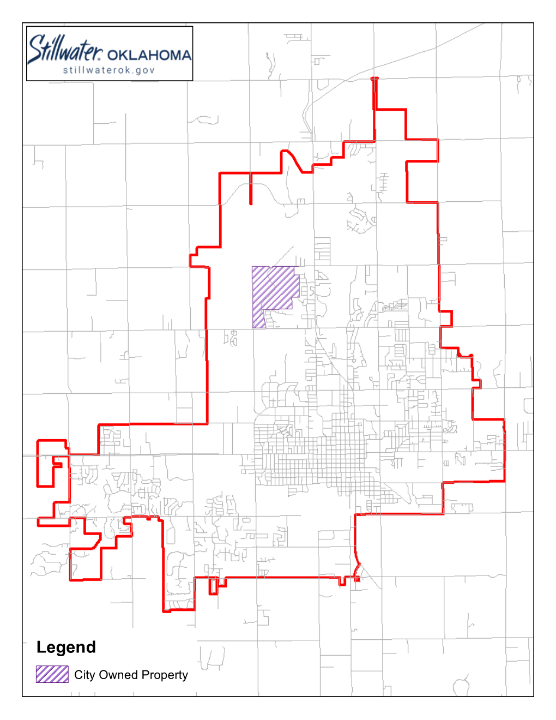 Stillwater. OKLAHOMA
stillwaterok.gov
Legend
City Owned Property